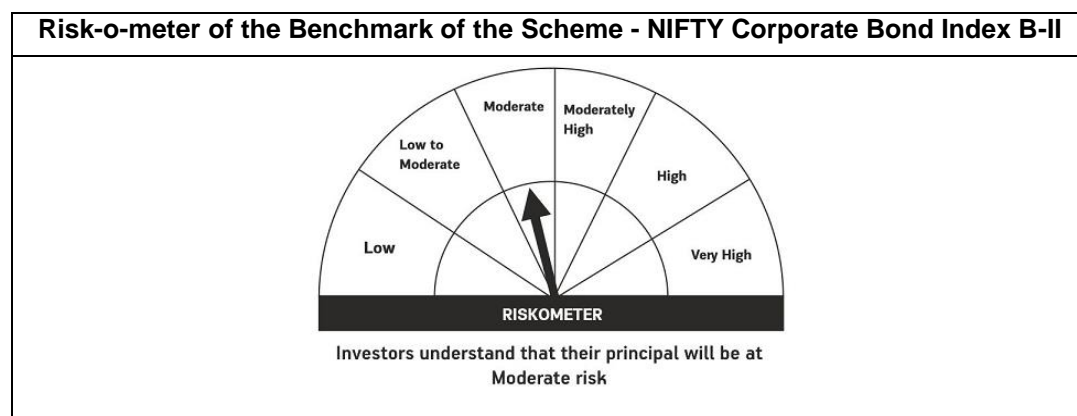 Risk-o-meter of the Benchmark of the Scheme - NIFTY Corporate Bond Index B-II
Moderate
Moderately
High
Low to
Moderate
High
Low
Very High
RISKOMETER
Investors understand that their principal will be at
Moderate risk